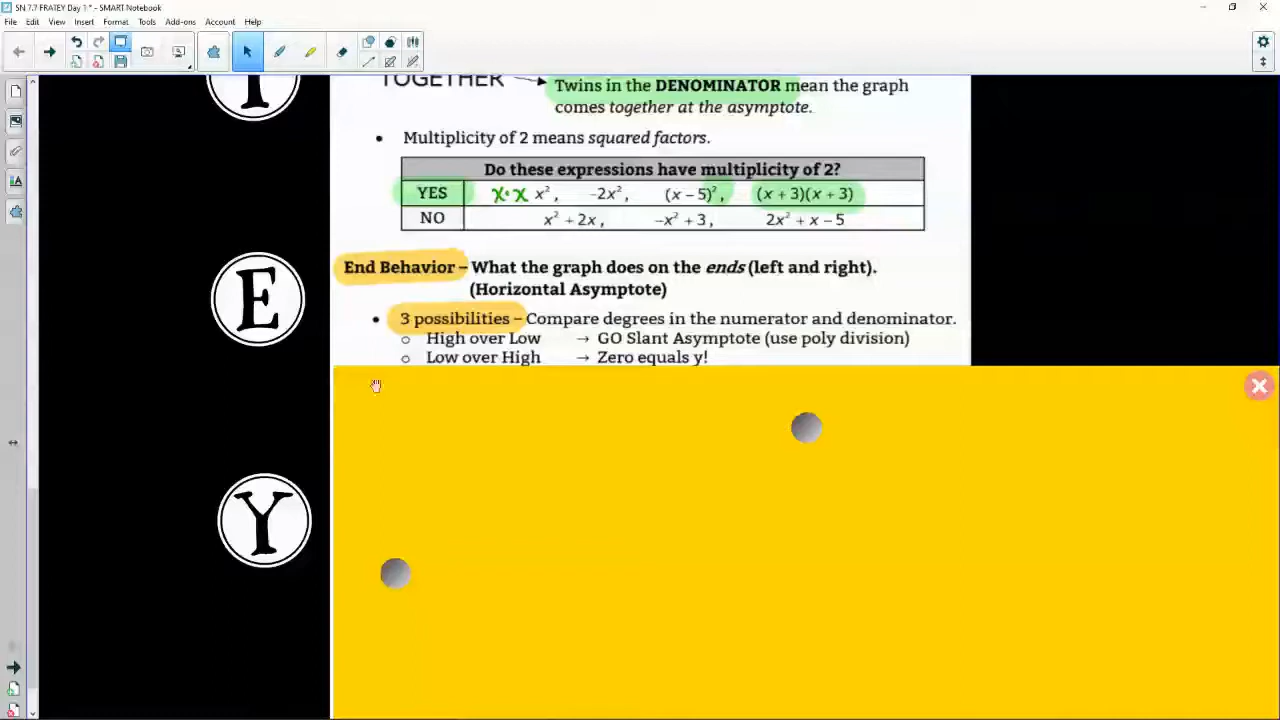 SN 7.7 FRATEY Day 1:* - SMART Notebook
File Edit View Insert Format Tools Add-ons Account Help
T
TOGETHER
Twins in the DENOMINATOR mean the graph
comes together at the asymptote.
• Multiplicity of 2 means squared factors.
Do these expressions have multiplicity of 2?
YES x·x x², -2x², (x – 5)², (x + 3)(x + 3)
NO x² + 2x, –x² + 3, 2x² + x – 5
E
End Behavior – What the graph does on the ends (left and right).
(Horizontal Asymptote)
• 3 possibilities – Compare degrees in the numerator and denominator.
o High over Low → GO Slant Asymptote (use poly division)
o Low over High → Zero equals y!
Y